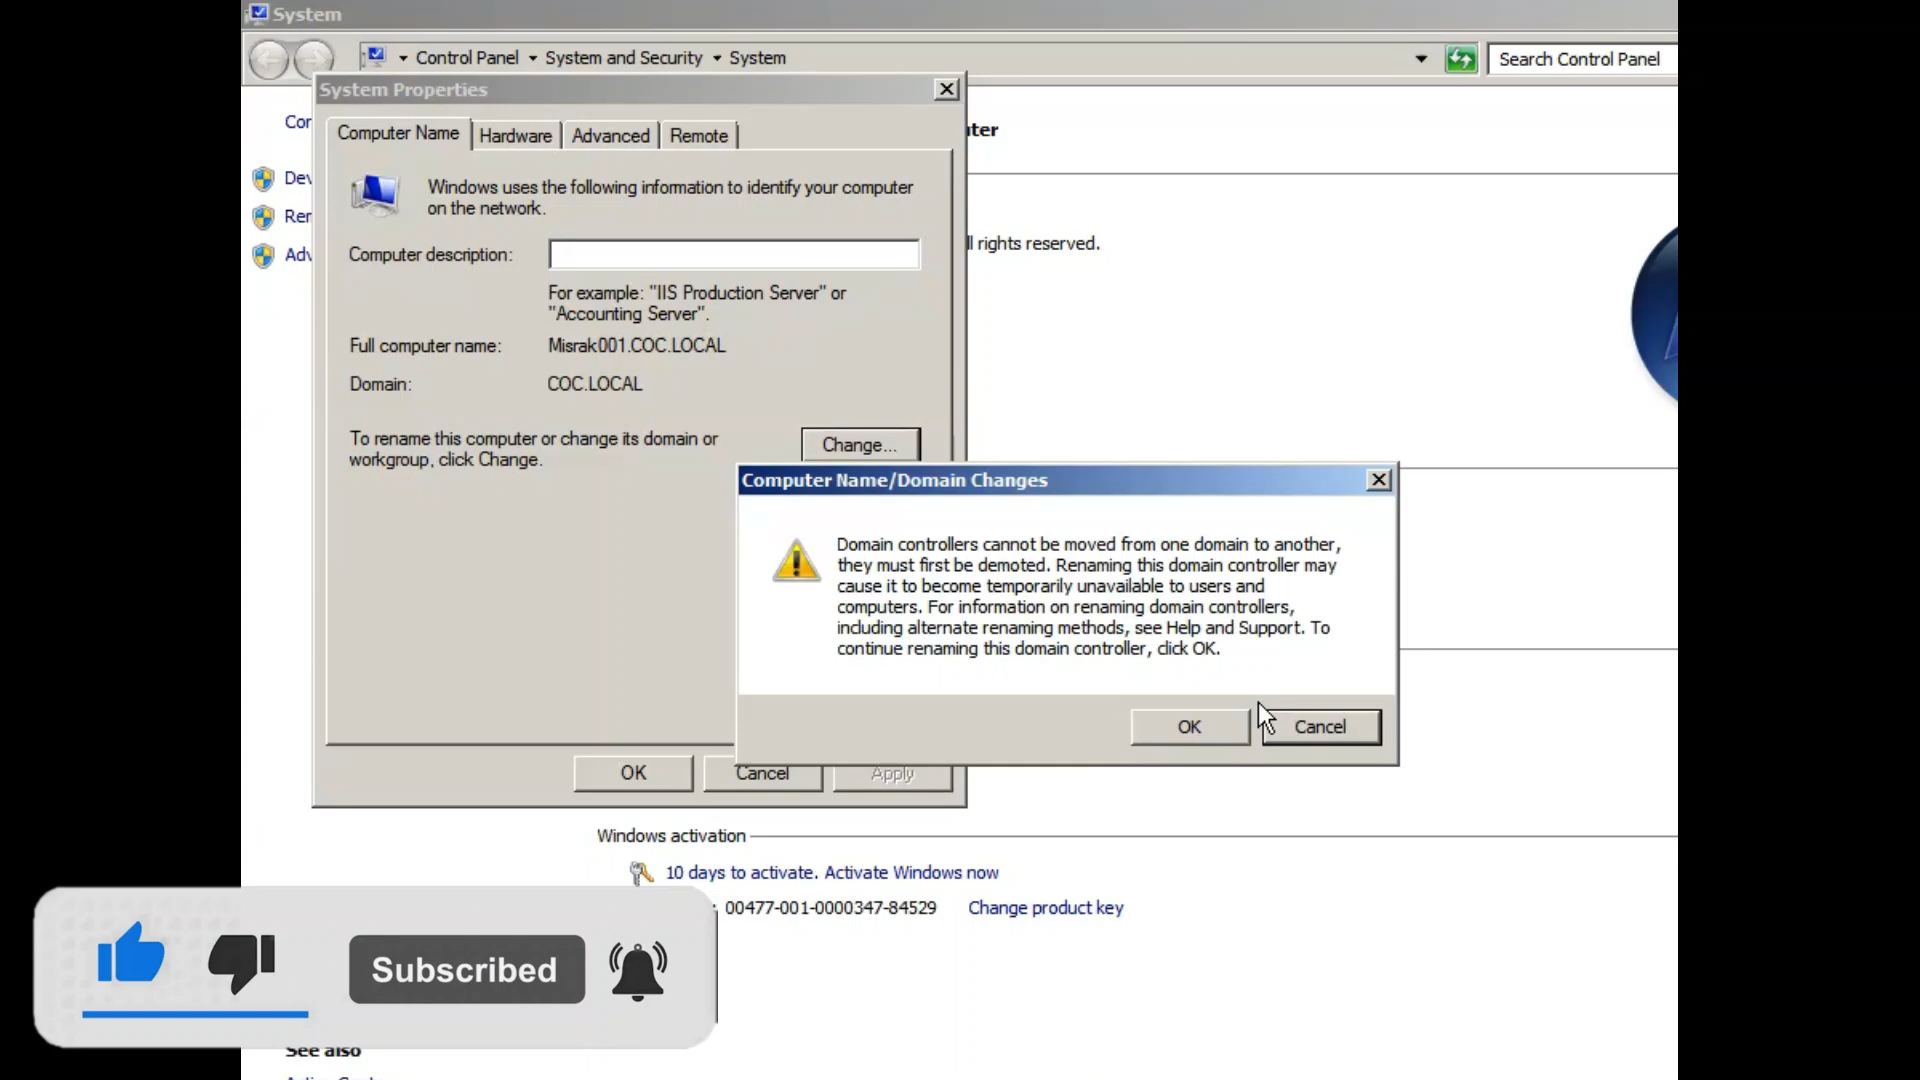 System
Control Panel
System and Security
System
Search Control Panel
System Properties
Computer Name
Hardware
Advanced
Remote
Windows uses the following information to identify your computer
on the network.
Computer description:
For example: "IIS Production Server" or
"Accounting Server".
Full computer name:
Misrak001.COC.LOCAL
Domain:
COC.LOCAL
To rename this computer or change its domain or
workgroup, click Change.
Change...
ll rights reserved.
Computer Name/Domain Changes
Domain controllers cannot be moved from one domain to another,
they must first be demoted. Renaming this domain controller may
cause it to become temporarily unavailable to users and
computers. For information on renaming domain controllers,
including alternate renaming methods, see Help and Support. To
continue renaming this domain controller, click OK.
OK
Cancel
OK
Cancel
Apply
Windows activation
10 days to activate. Activate Windows now
00477-001-0000347-84529
Change product key
Subscribed
See also